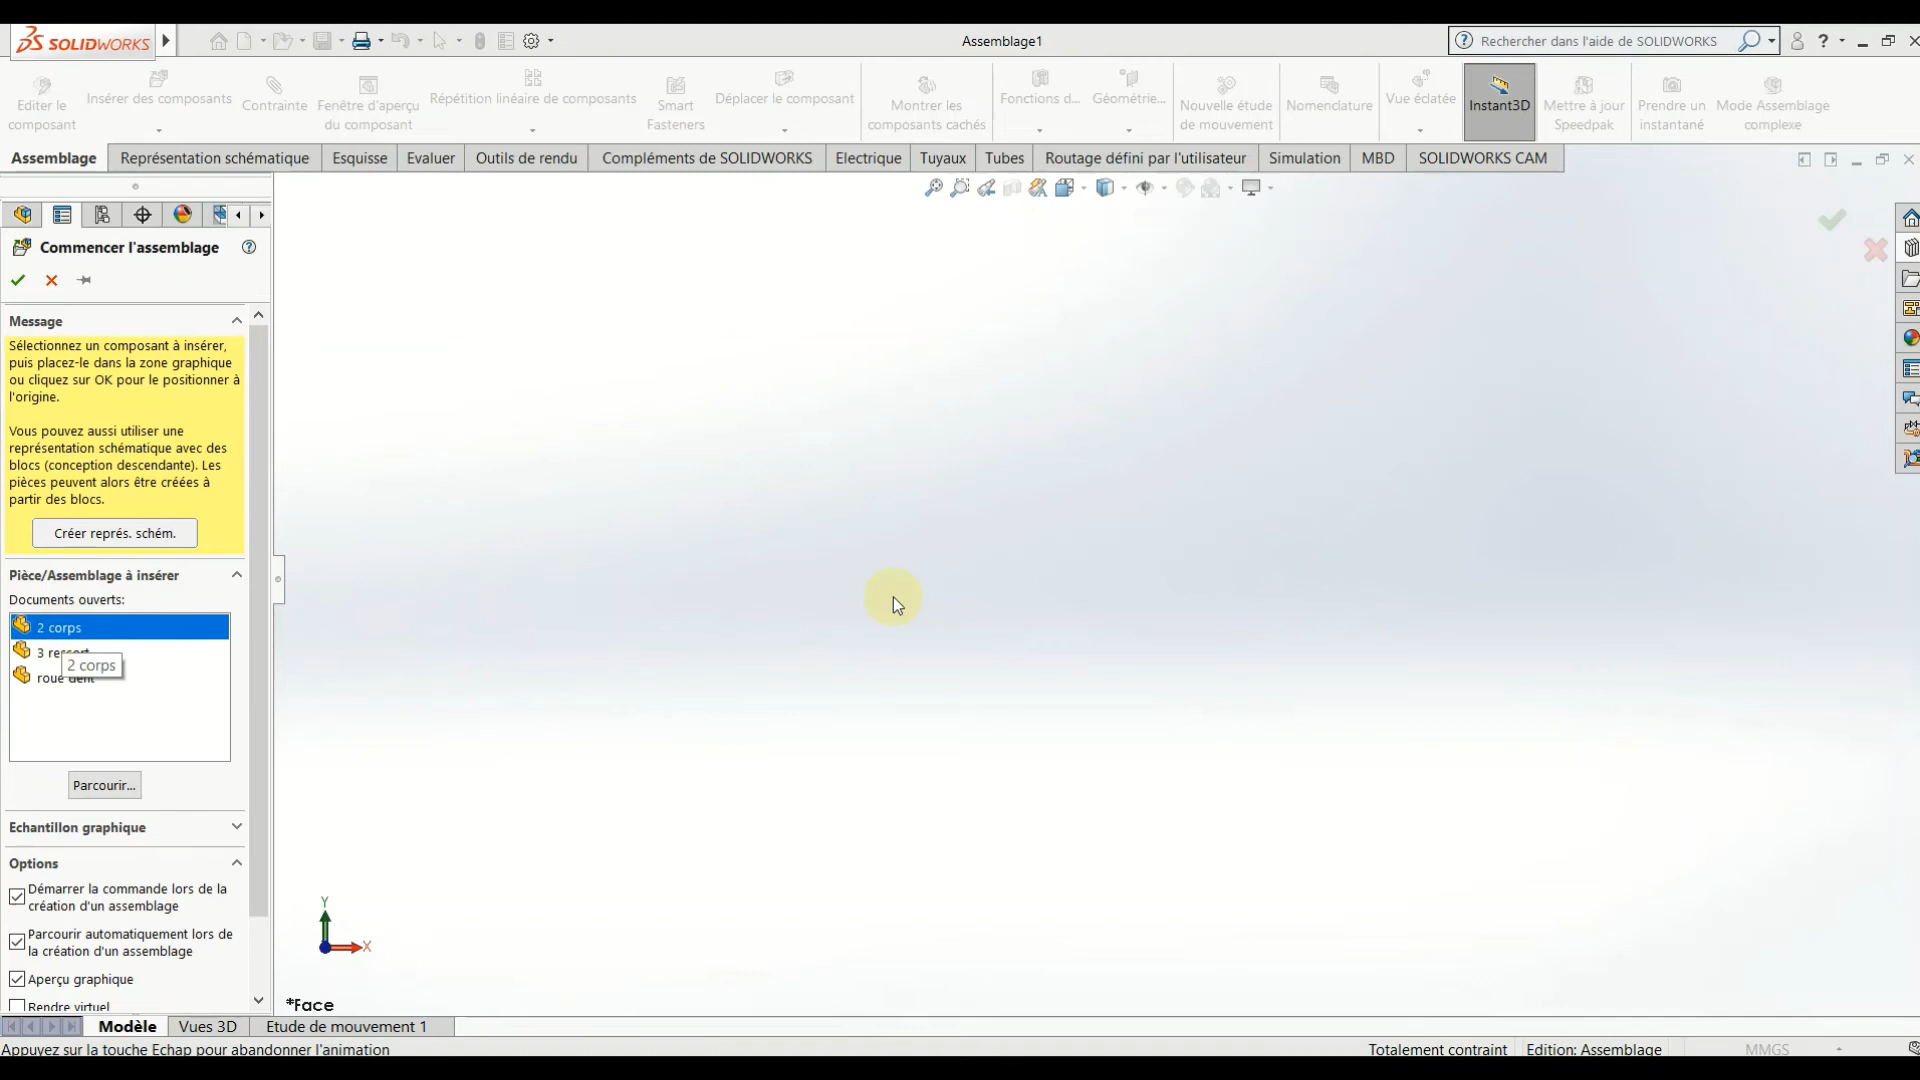 SOLIDWORKS
Assemblage1
Rechercher dans l'aide de SOLIDWORKS
?
Editer le
composant
Insérer des composants
Contrainte
Fenêtre d'aperçu
du composant
Répétition linéaire de composants
Smart
Fasteners
Déplacer le composant
Montrer les
composants cachés
Fonctions d...
Géométrie...
Nouvelle étude
de mouvement
Nomenclature
Vue éclatée
Instant3D
Mettre à jour
Speedpak
Prendre un
instantané
Mode Assemblage
complexe
Assemblage
Représentation schématique
Esquisse
Evaluer
Outils de rendu
Compléments de SOLIDWORKS
Electrique
Tuyaux
Tubes
Routage défini par l'utilisateur
Simulation
MBD
SOLIDWORKS CAM
Commencer l'assemblage
Message
Sélectionnez un composant à insérer,
puis placez-le dans la zone graphique
ou cliquez sur OK pour le positionner à
l'origine.
Vous pouvez aussi utiliser une
représentation schématique avec des
blocs (conception descendante). Les
pièces peuvent alors être créées à
partir des blocs.
Créer représ. schém.
Pièce/Assemblage à insérer
Documents ouverts:
2 corps
3 ressort
2 corps
roue dent
Parcourir...
Echantillon graphique
Options
Démarrer la commande lors de la
création d'un assemblage
Parcourir automatiquement lors de
la création d'un assemblage
Aperçu graphique
Rendre virtuel
Y
X
*Face
Modèle
Vues 3D
Etude de mouvement 1
Appuyez sur la touche Echap pour abandonner l'animation
Totalement contraint
Edition: Assemblage
MMGS